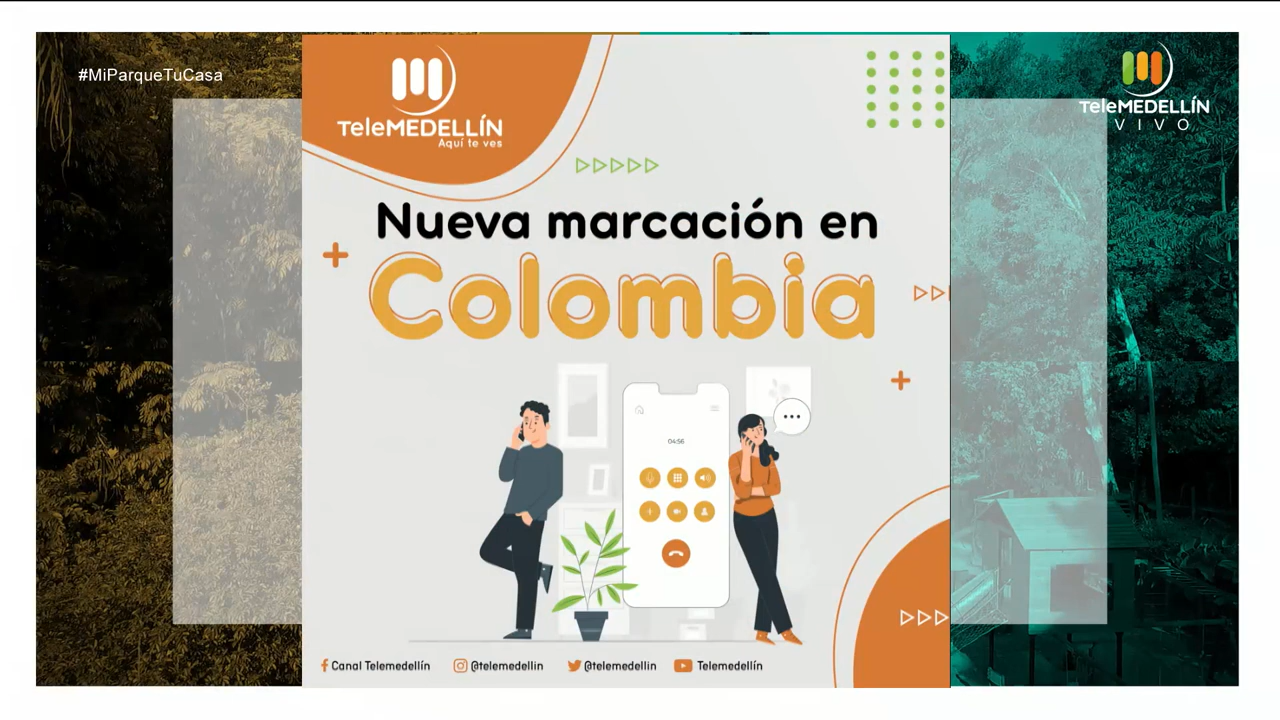 #MiParqueTuCasa
TeleMEDELLÍN
Aquí te ves
TeleMEDELLÍN
VIVO
Nueva marcación en
Colombia
04:56
Canal Telemedellín
@telemedellin
@telemedellin
Telemedellín